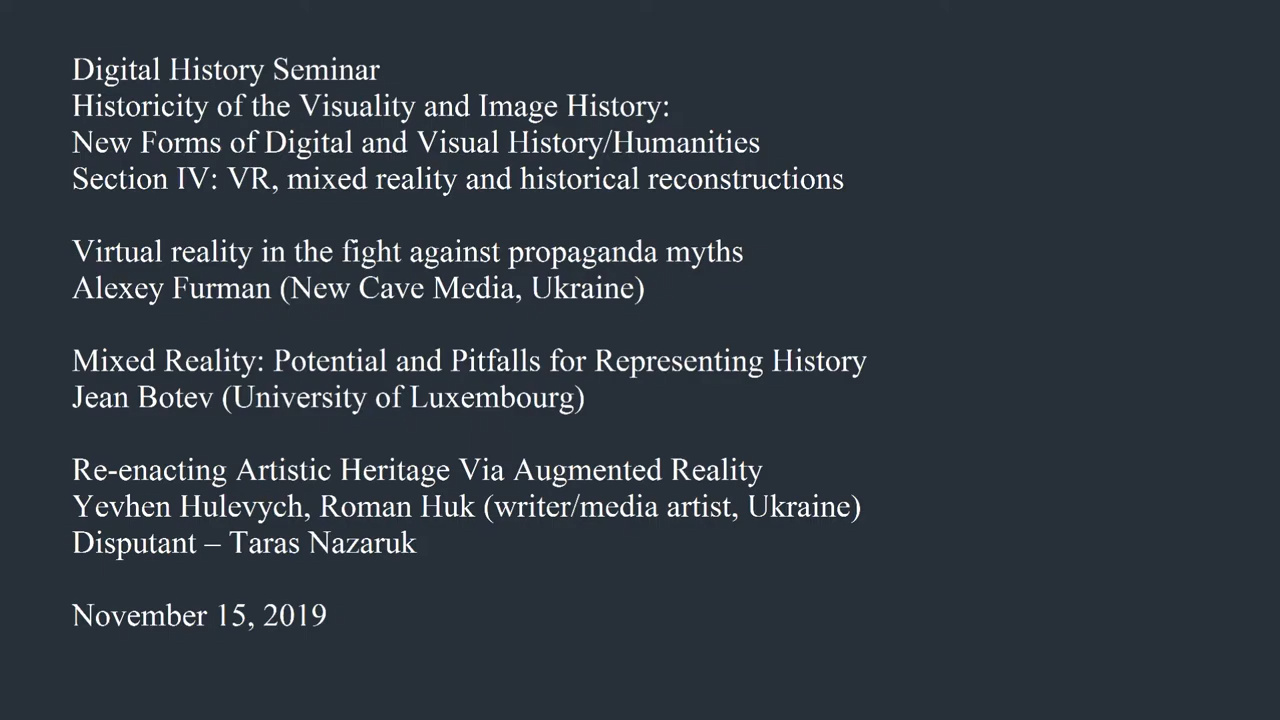 Digital History Seminar
Historicity of the Visuality and Image History:
New Forms of Digital and Visual History/Humanities
Section IV: VR, mixed reality and historical reconstructions
Virtual reality in the fight against propaganda myths
Alexey Furman (New Cave Media, Ukraine)
Mixed Reality: Potential and Pitfalls for Representing History
Jean Botev (University of Luxembourg)
Re-enacting Artistic Heritage Via Augmented Reality
Yevhen Hulevych, Roman Huk (writer/media artist, Ukraine)
Disputant – Taras Nazaruk
November 15, 2019